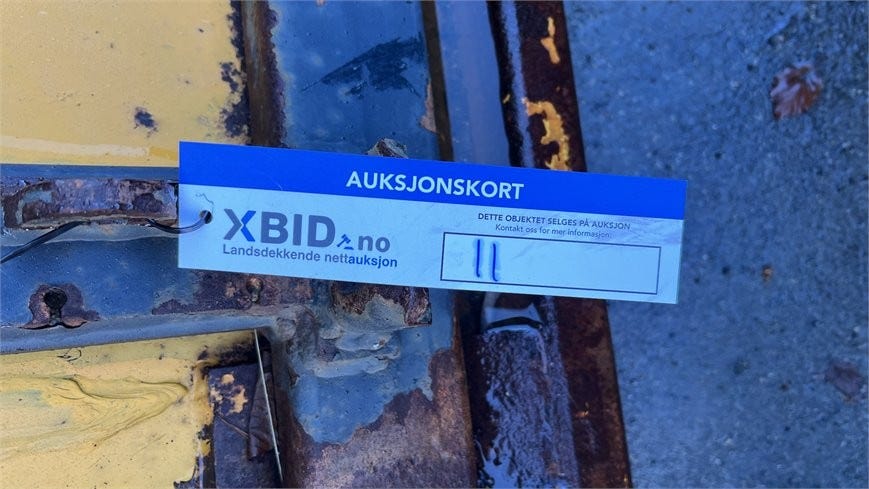 AUKSJONSKORT
XBID.no
Landsdekkende nettauksjon
DETTE OBJEKTET SELGES PÅ AUKSJON
Kontakt oss for mer informasjon:
11